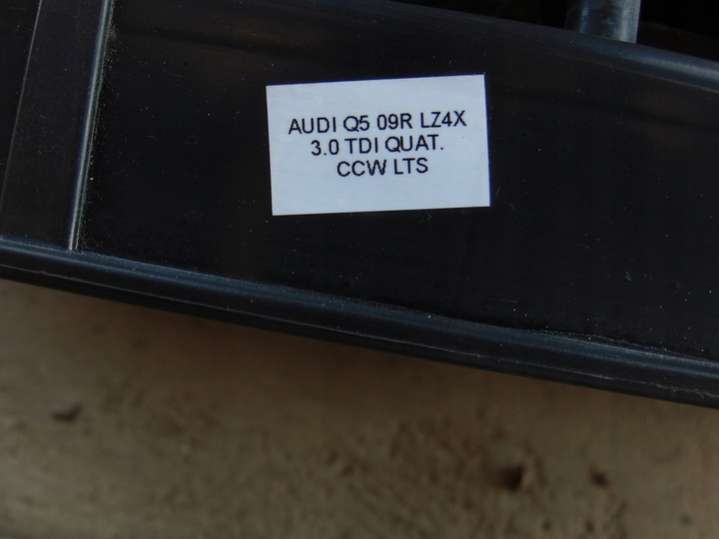 AUDI Q5 09R LZ4X
3.0 TDI QUAT.
CCW LTS